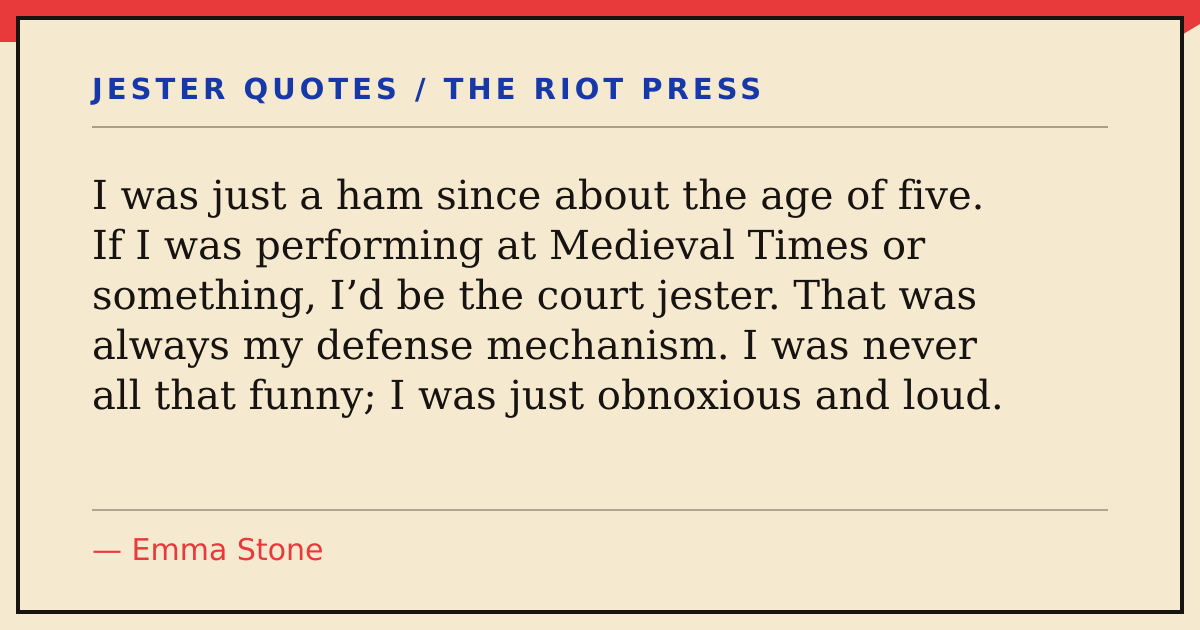 JESTER QUOTES / THE RIOT PRESS
I was just a ham since about the age of five.
If I was performing at Medieval Times or
something, I’d be the court jester. That was
always my defense mechanism. I was never
all that funny; I was just obnoxious and loud.
— Emma Stone